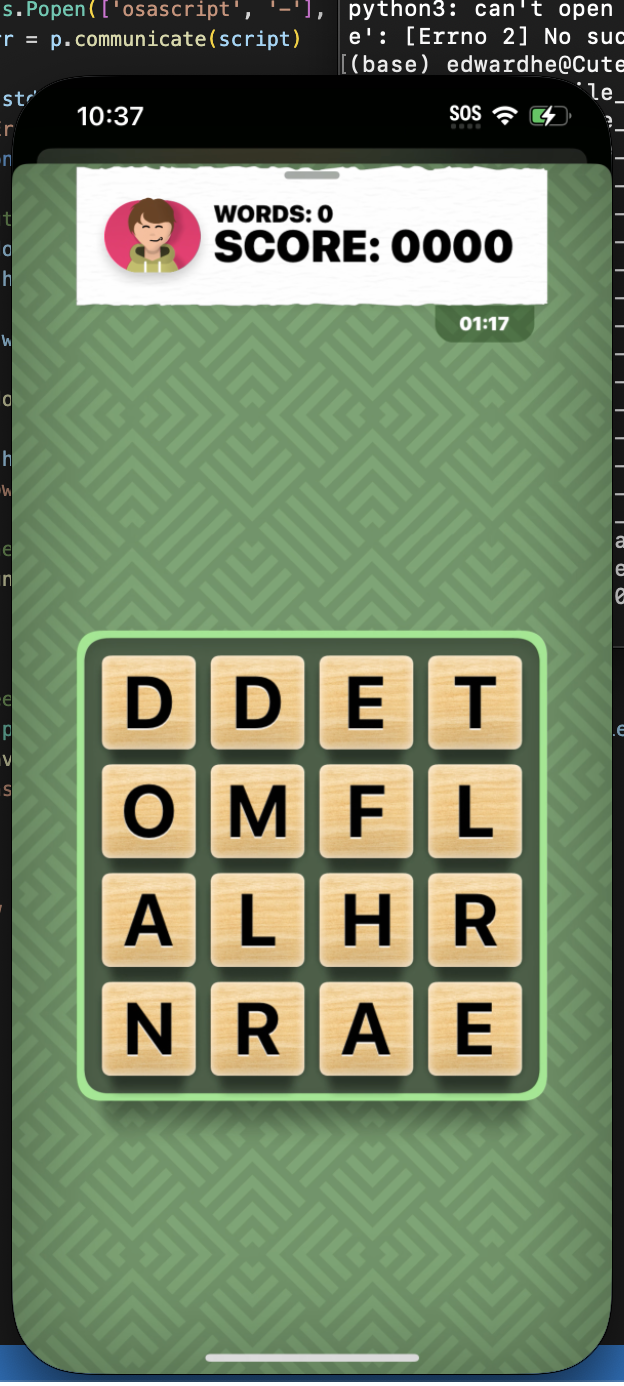 s.Popen(['osascript', '-'],
python3: can't open
rr = p.communicate(script)
e': [Errno 2] No suc
(base) edwardhe@Cute
10:37
SOS
WORDS: 0
SCORE: 0000
01:17
D D E T
O M F L
A L H R
N R A E